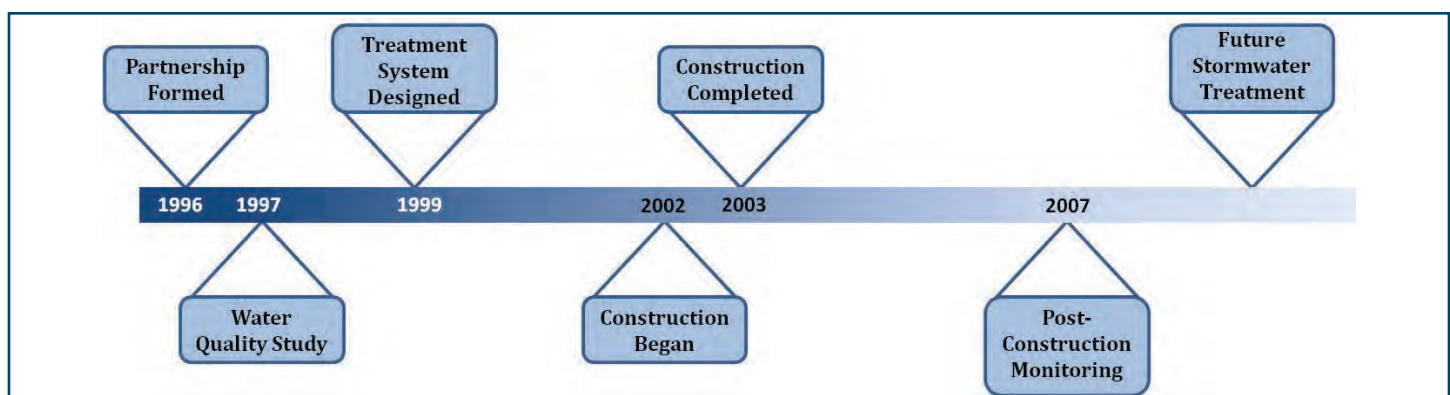 Partnership
Formed
Treatment
System
Designed
Construction
Completed
Future
Stormwater
Treatment
1996 1997 1999 2002 2003 2007
Water
Quality Study
Construction
Began
Post-
Construction
Monitoring